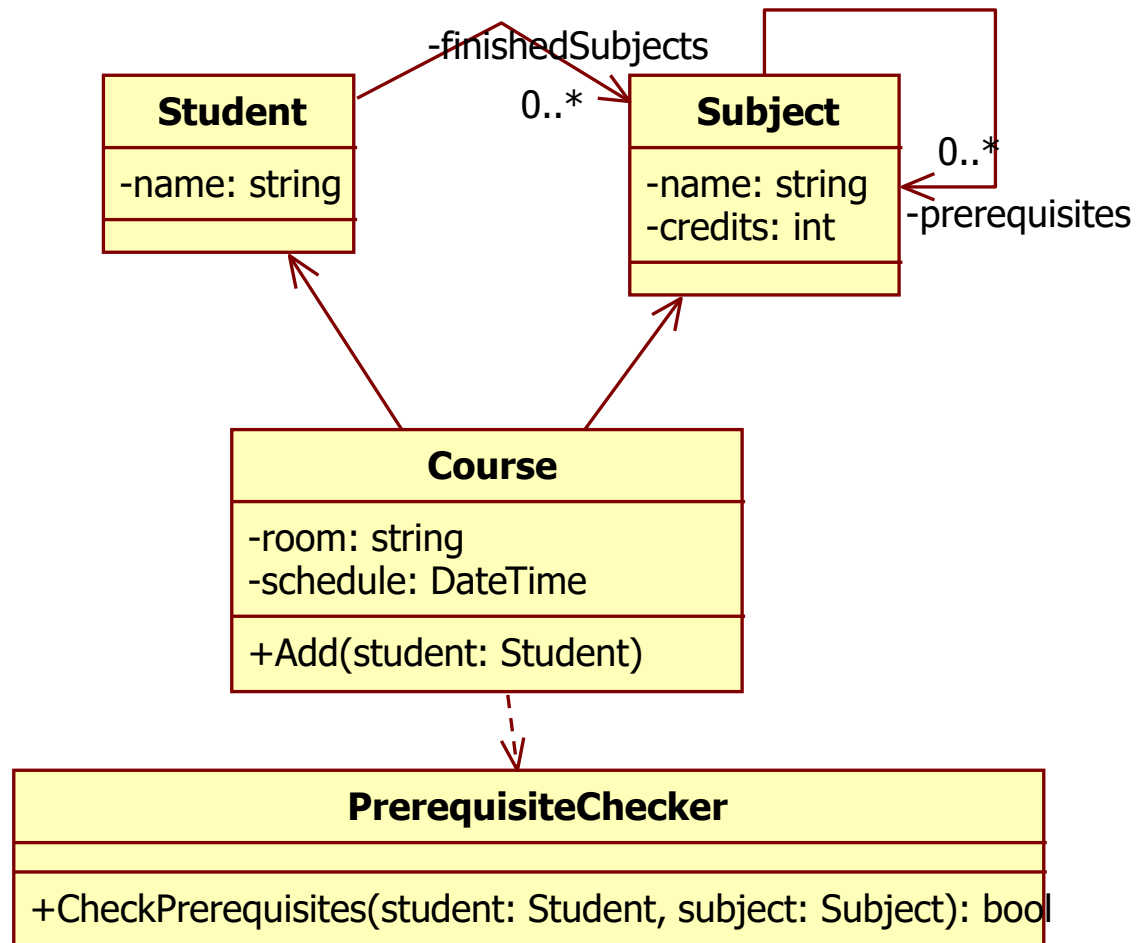 -finishedSubjects
Student
0..*
Subject
-name: string
0..*
-name: string
-credits: int
-prerequisites
Course
-room: string
-schedule: DateTime
+Add(student: Student)
PrerequisiteChecker
+CheckPrerequisites(student: Student, subject: Subject): bool